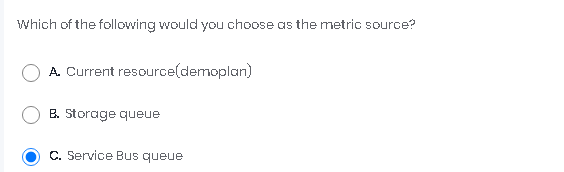 Which of the following would you choose as the metric source?
A. Current resource(demoplan)
B. Storage queue
C. Service Bus queue